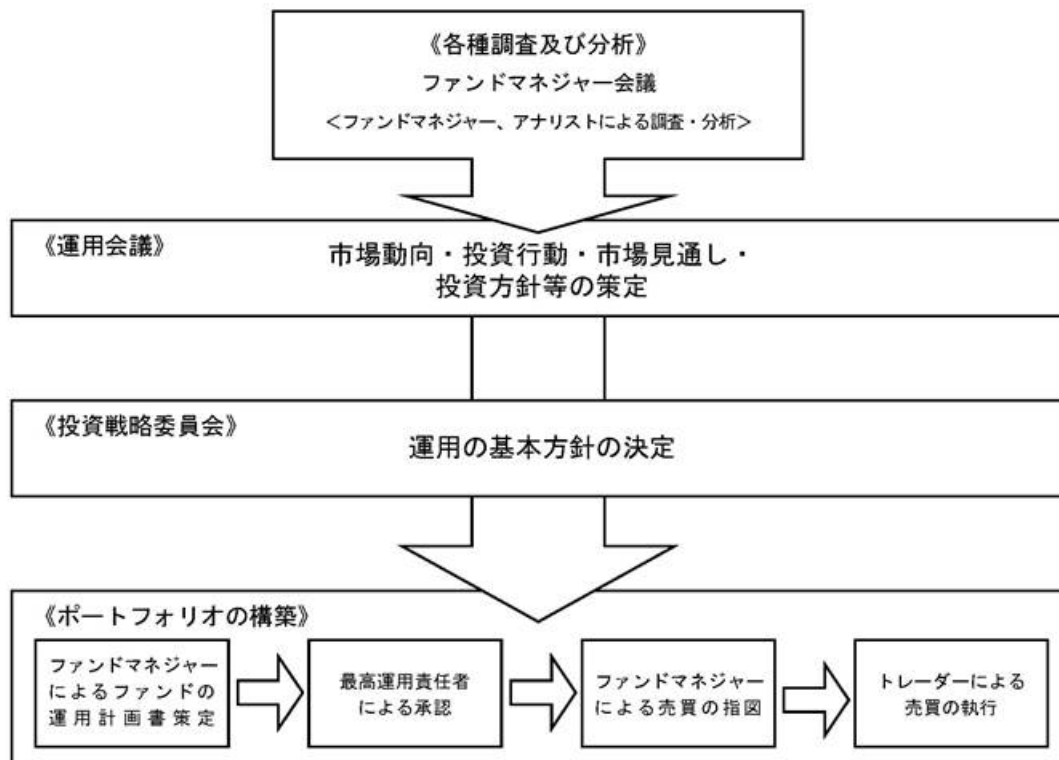 《各種調査及び分析》
ファンドマネジャー会議
<ファンドマネジャー、アナリストによる調査・分析>
《運用会議》
市場動向・投資行動・市場見通し・
投資方針等の策定
《投資戦略委員会》
運用の基本方針の決定
《ポートフォリオの構築》
ファンドマネジャー
によるファンドの
運用計画書策定
最高運用責任者
による承認
ファンドマネジャー
による売買の指図
トレーダーによる
売買の執行